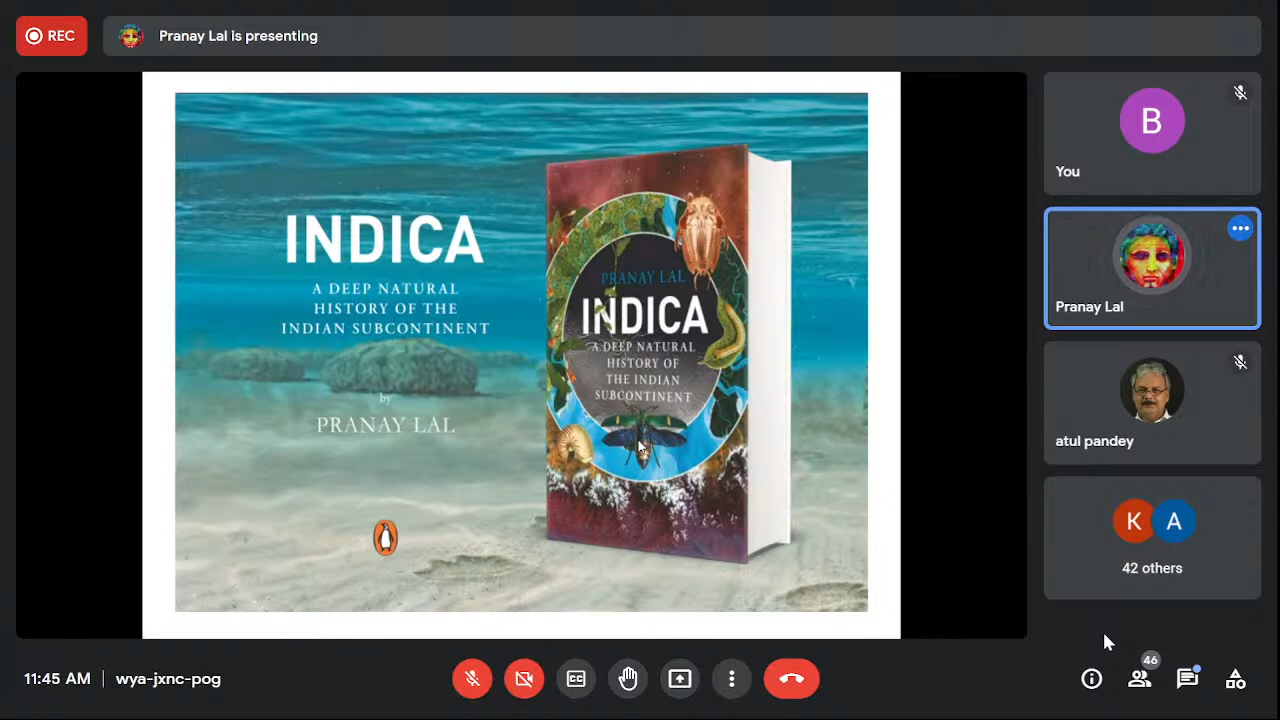 REC
Pranay Lal is presenting
INDICA
A DEEP NATURAL
HISTORY OF THE
INDIAN SUBCONTINENT
by
PRANAY LAL
PRANAY LAL
INDICA
A DEEP NATURAL
HISTORY OF
THE INDIAN
SUBCONTINENT
B
You
Pranay Lal
atul pandey
K A
42 others
11:45 AM | wya-jxnc-pog
CC
46